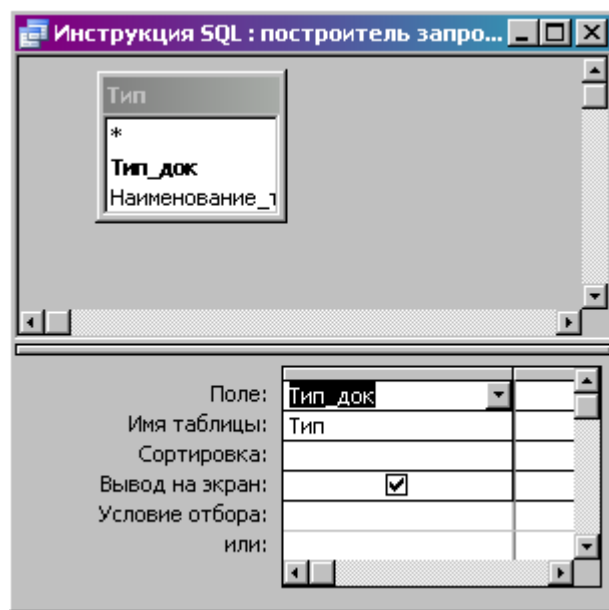 Инструкция SQL : построитель запро...
Тип
*
Тип_док
Наименование_т
Поле: Тип_док
Имя таблицы: Тип
Сортировка:
Вывод на экран:
Условие отбора:
или: